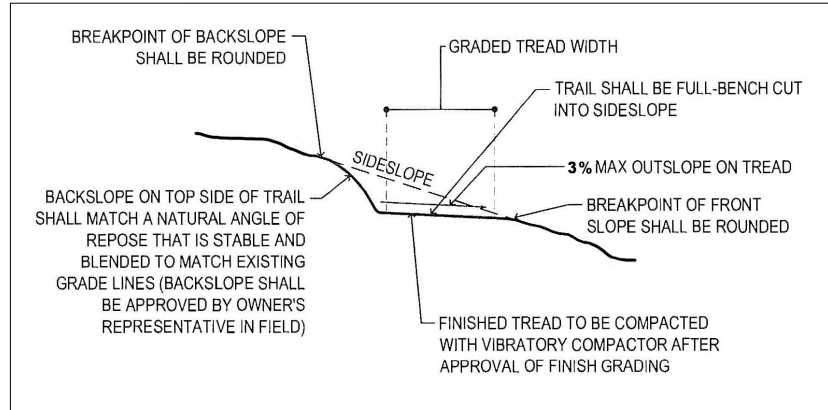 BREAKPOINT OF BACKSLOPE
SHALL BE ROUNDED
GRADED TREAD WIDTH
TRAIL SHALL BE FULL-BENCH CUT
INTO SIDESLOPE
SIDESLOPE
3% MAX OUTSLOPE ON TREAD
BACKSLOPE ON TOP SIDE OF TRAIL
SHALL MATCH A NATURAL ANGLE OF
REPOSE THAT IS STABLE AND
BLENDED TO MATCH EXISTING
GRADE LINES (BACKSLOPE SHALL
BE APPROVED BY OWNER'S
REPRESENTATIVE IN FIELD)
BREAKPOINT OF FRONT
SLOPE SHALL BE ROUNDED
FINISHED TREAD TO BE COMPACTED
WITH VIBRATORY COMPACTOR AFTER
APPROVAL OF FINISH GRADING